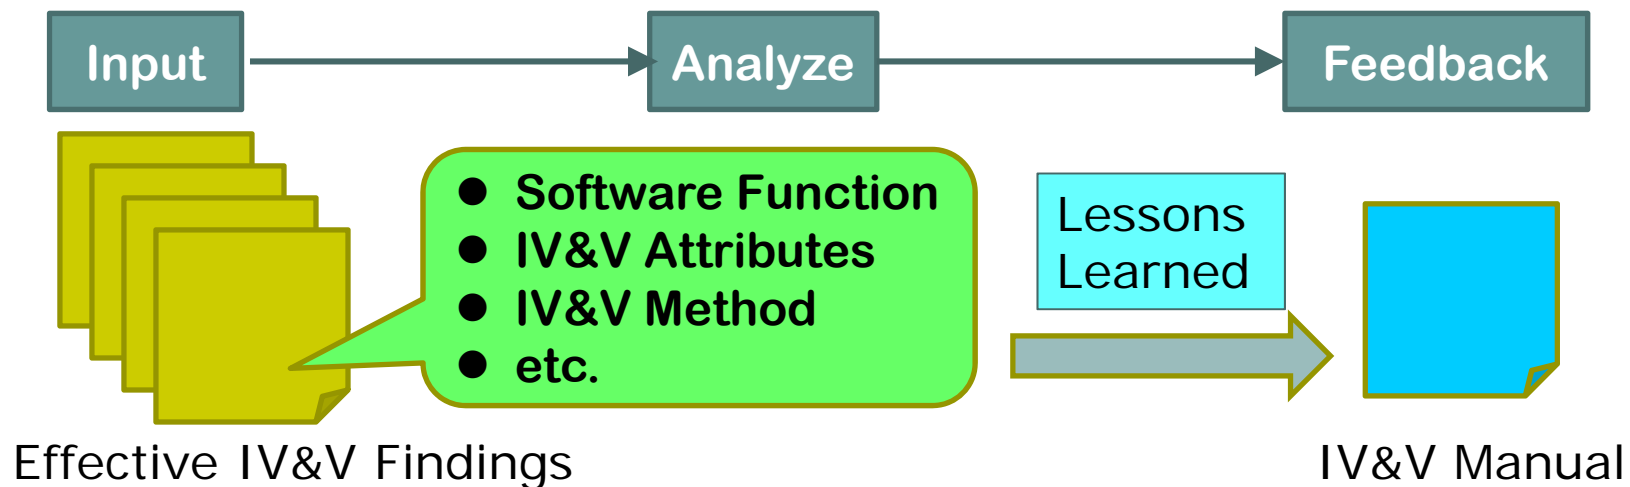 Input
Analyze
Feedback
● Software Function
● IV&V Attributes
● IV&V Method
● etc.
Lessons
Learned
Effective IV&V Findings
IV&V Manual